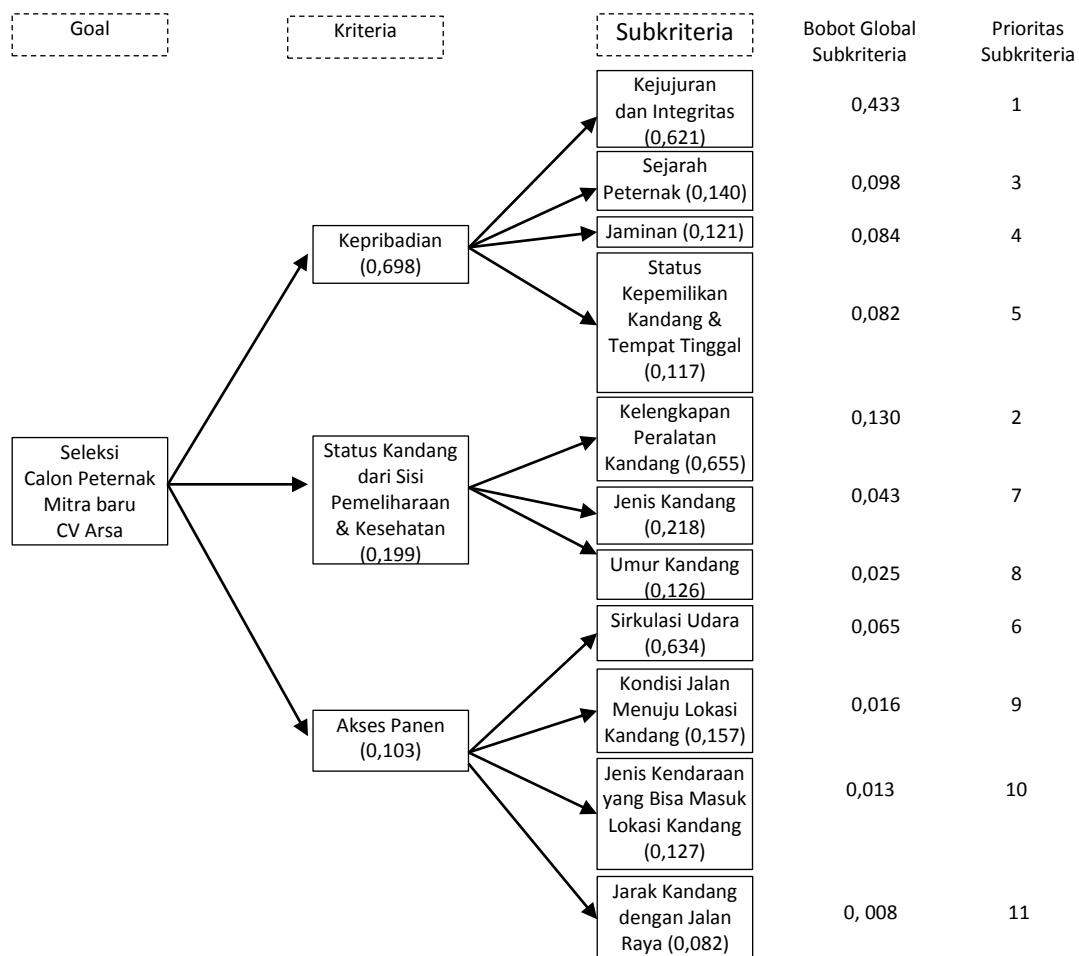 Goal
Kriteria
Subkriteria
Bobot Global
Subkriteria
Prioritas
Subkriteria
Kejujuran
dan Integritas
(0,621)
0,433
1
Sejarah
Peternak (0,140)
0,098
3
Jaminan (0,121)
0,084
4
Kepribadian
(0,698)
Status
Kepemilikan
Kandang &
Tempat Tinggal
(0,117)
0,082
5
Kelengkapan
Peralatan
Kandang (0,655)
0,130
2
Seleksi
Calon Peternak
Mitra baru
CV Arsa
Status Kandang
dari Sisi
Pemeliharaan
& Kesehatan
(0,199)
Jenis Kandang
(0,218)
0,043
7
Umur Kandang
(0,126)
0,025
8
Sirkulasi Udara
(0,634)
0,065
6
Akses Panen
(0,103)
Kondisi Jalan
Menuju Lokasi
Kandang (0,157)
0,016
9
Jenis Kendaraan
yang Bisa Masuk
Lokasi Kandang
(0,127)
0,013
10
Jarak Kandang
dengan Jalan
Raya (0,082)
0, 008
11